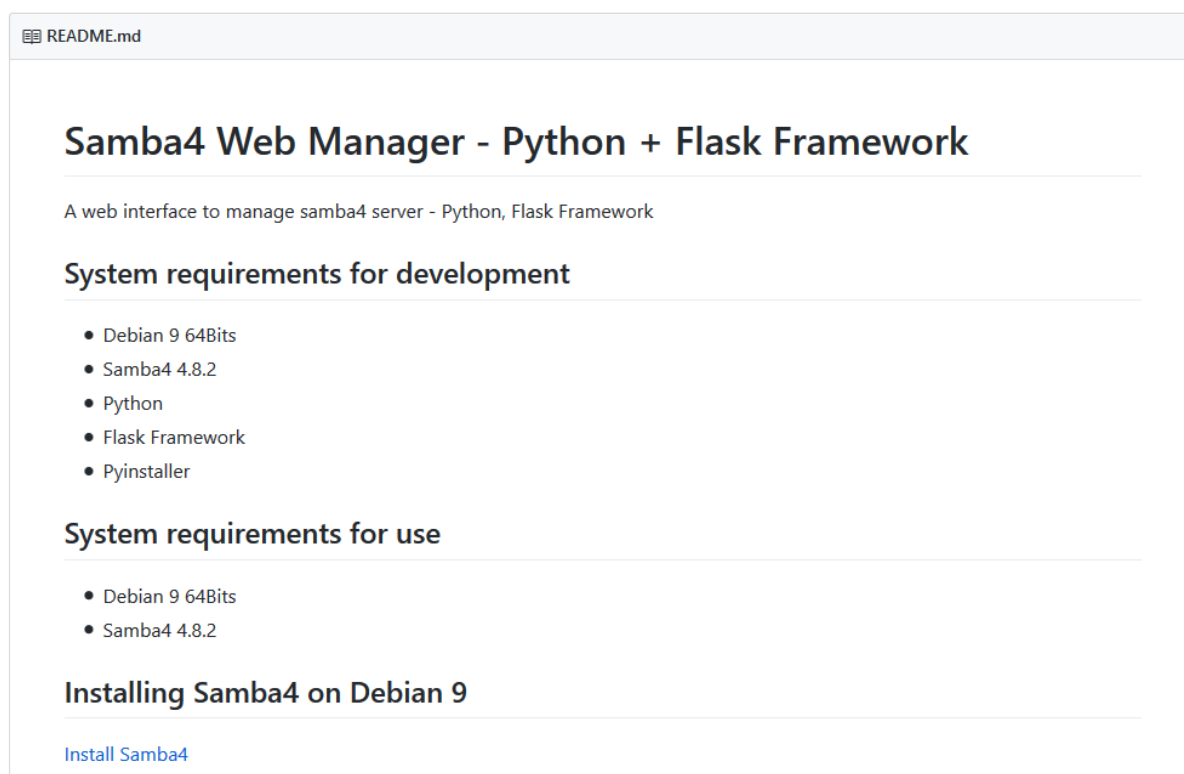 README.md
Samba4 Web Manager - Python + Flask Framework
A web interface to manage samba4 server - Python, Flask Framework
System requirements for development
Debian 9 64Bits
Samba4 4.8.2
Python
Flask Framework
Pyinstaller
System requirements for use
Debian 9 64Bits
Samba4 4.8.2
Installing Samba4 on Debian 9
Install Samba4